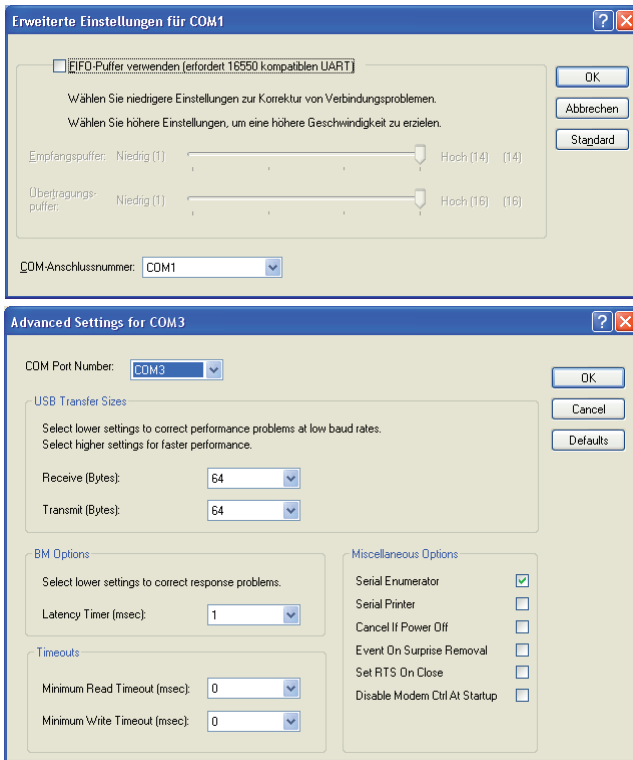 Erweiterte Einstellungen für COM1
FIFO-Puffer verwenden (erfordert 16550 kompatiblen UART)
OK
Wählen Sie niedrigere Einstellungen zur Korrektur von Verbindungsproblemen.
Abbrechen
Wählen Sie höhere Einstellungen, um eine höhere Geschwindigkeit zu erzielen.
Standard
Empfangspuffer: Niedrig (1) Hoch (14) (14)
Übertragungs-
puffer: Niedrig (1) Hoch (16) (16)
COM-Anschlussnummer: COM1
Advanced Settings for COM3
COM Port Number: COM3
OK
Cancel
Defaults
USB Transfer Sizes
Select lower settings to correct performance problems at low baud rates.
Select higher settings for faster performance.
Receive (Bytes): 64
Transmit (Bytes): 64
BM Options
Select lower settings to correct response problems.
Latency Timer (msec): 1
Timeouts
Minimum Read Timeout (msec): 0
Minimum Write Timeout (msec): 0
Miscellaneous Options
Serial Enumerator
Serial Printer
Cancel If Power Off
Event On Surprise Removal
Set RTS On Close
Disable Modem Ctrl At Startup